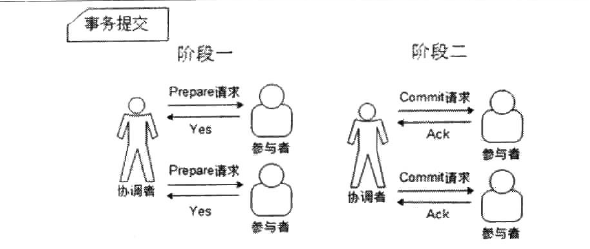 事务提交
阶段一
阶段二
Prepare请求
Yes
参与者
Prepare请求
Yes
协调者
参与者
Commit请求
Ack
参与者
Commit请求
Ack
协调者
参与者